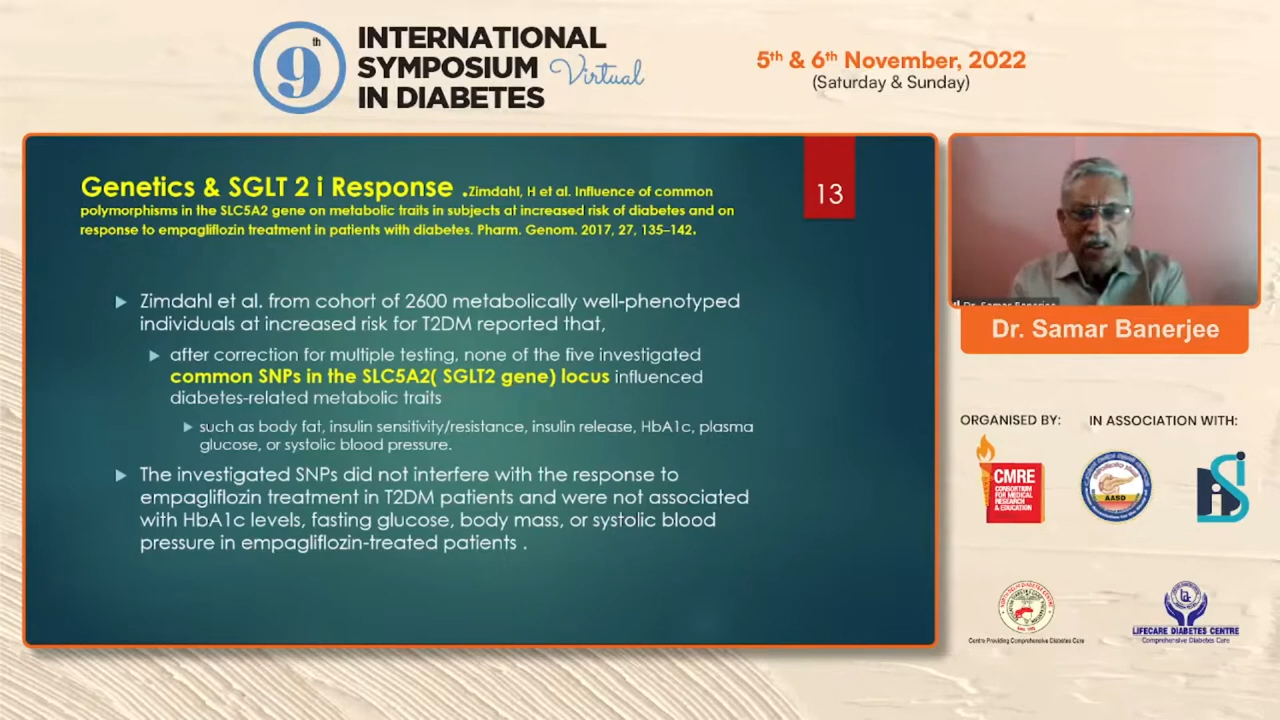 9th
INTERNATIONAL
SYMPOSIUM Virtual
IN DIABETES
5th & 6th November, 2022
(Saturday & Sunday)
Genetics & SGLT 2 i Response .Zimdahl, H et al. Influence of common
polymorphisms in the SLC5A2 gene on metabolic traits in subjects at increased risk of diabetes and on
response to empagliflozin treatment in patients with diabetes. Pharm. Genom. 2017, 27, 135–142.
13
Zimdahl et al. from cohort of 2600 metabolically well-phenotyped
individuals at increased risk for T2DM reported that,
after correction for multiple testing, none of the five investigated
common SNPs in the SLC5A2( SGLT2 gene) locus influenced
diabetes-related metabolic traits
such as body fat, insulin sensitivity/resistance, insulin release, HbA1c, plasma
glucose, or systolic blood pressure.
The investigated SNPs did not interfere with the response to
empagliflozin treatment in T2DM patients and were not associated
with HbA1c levels, fasting glucose, body mass, or systolic blood
pressure in empagliflozin-treated patients .
Dr. Samar Banerjee
Dr. Samar Banerjee
ORGANISED BY:
IN ASSOCIATION WITH:
CMRE
CONSORTIUM
FOR MEDICAL
RESEARCH
& EDUCATION
AASD
Centre Providing Comprehensive Diabetes Care
LIFECARE DIABETES CENTRE
Comprehensive Diabetes Care